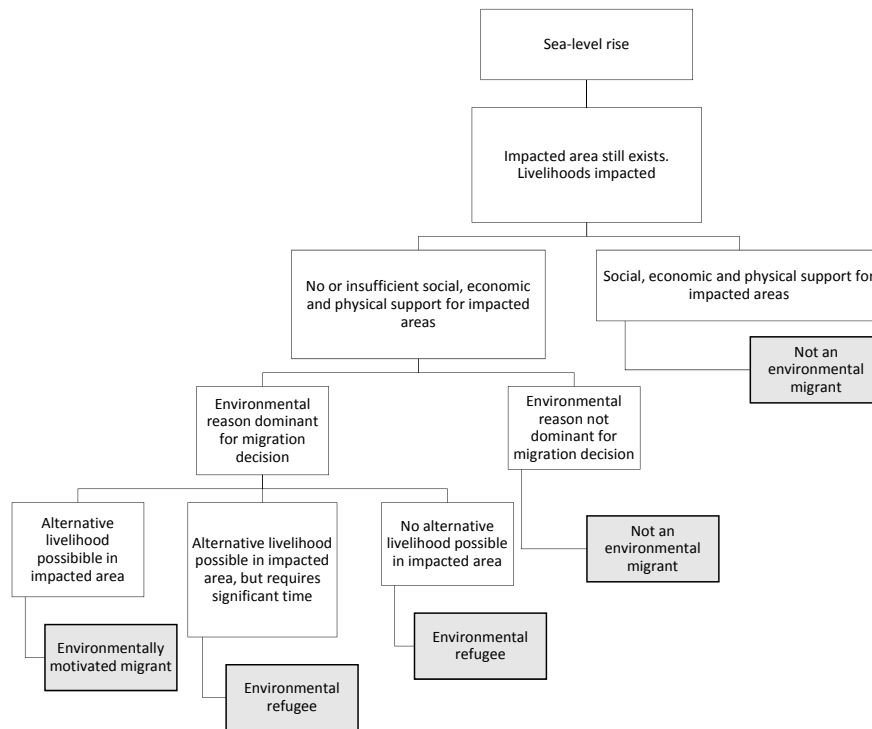 Sea-level rise
Impacted area still exists.
Livelihoods impacted
No or insufficient social, economic
and physical support for impacted
areas
Social, economic and physical support for
impacted areas
Not an
environmental
migrant
Environmental
reason dominant
for migration
decision
Environmental
reason not
dominant for
migration decision
Alternative
livelihood
possibible in
impacted area
Alternative livelihood
possible in impacted
area, but requires
significant time
No alternative
livelihood possible
in impacted area
Not an
environmental
migrant
Environmentally
motivated migrant
Environmental
refugee
Environmental
refugee